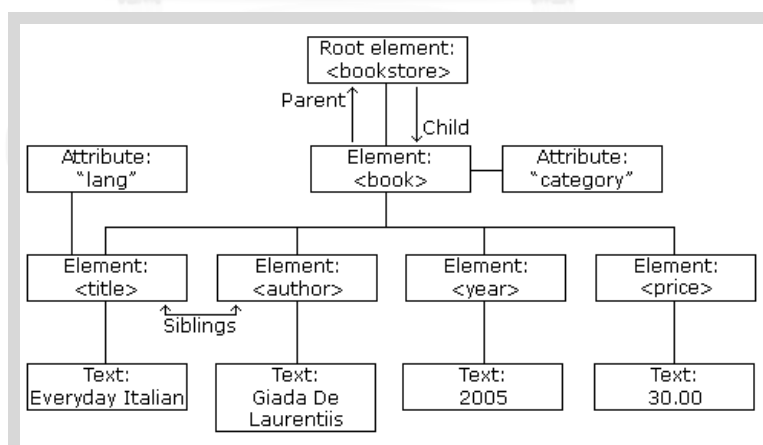 Root element:
<bookstore>
Parent
Child
Attribute:
"lang"
Element:
<book>
Attribute:
"category"
Element:
<title>
Element:
<author>
Element:
<year>
Element:
<price>
Siblings
Text:
Everyday Italian
Text:
Giada De
Laurentiis
Text:
2005
Text:
30.00